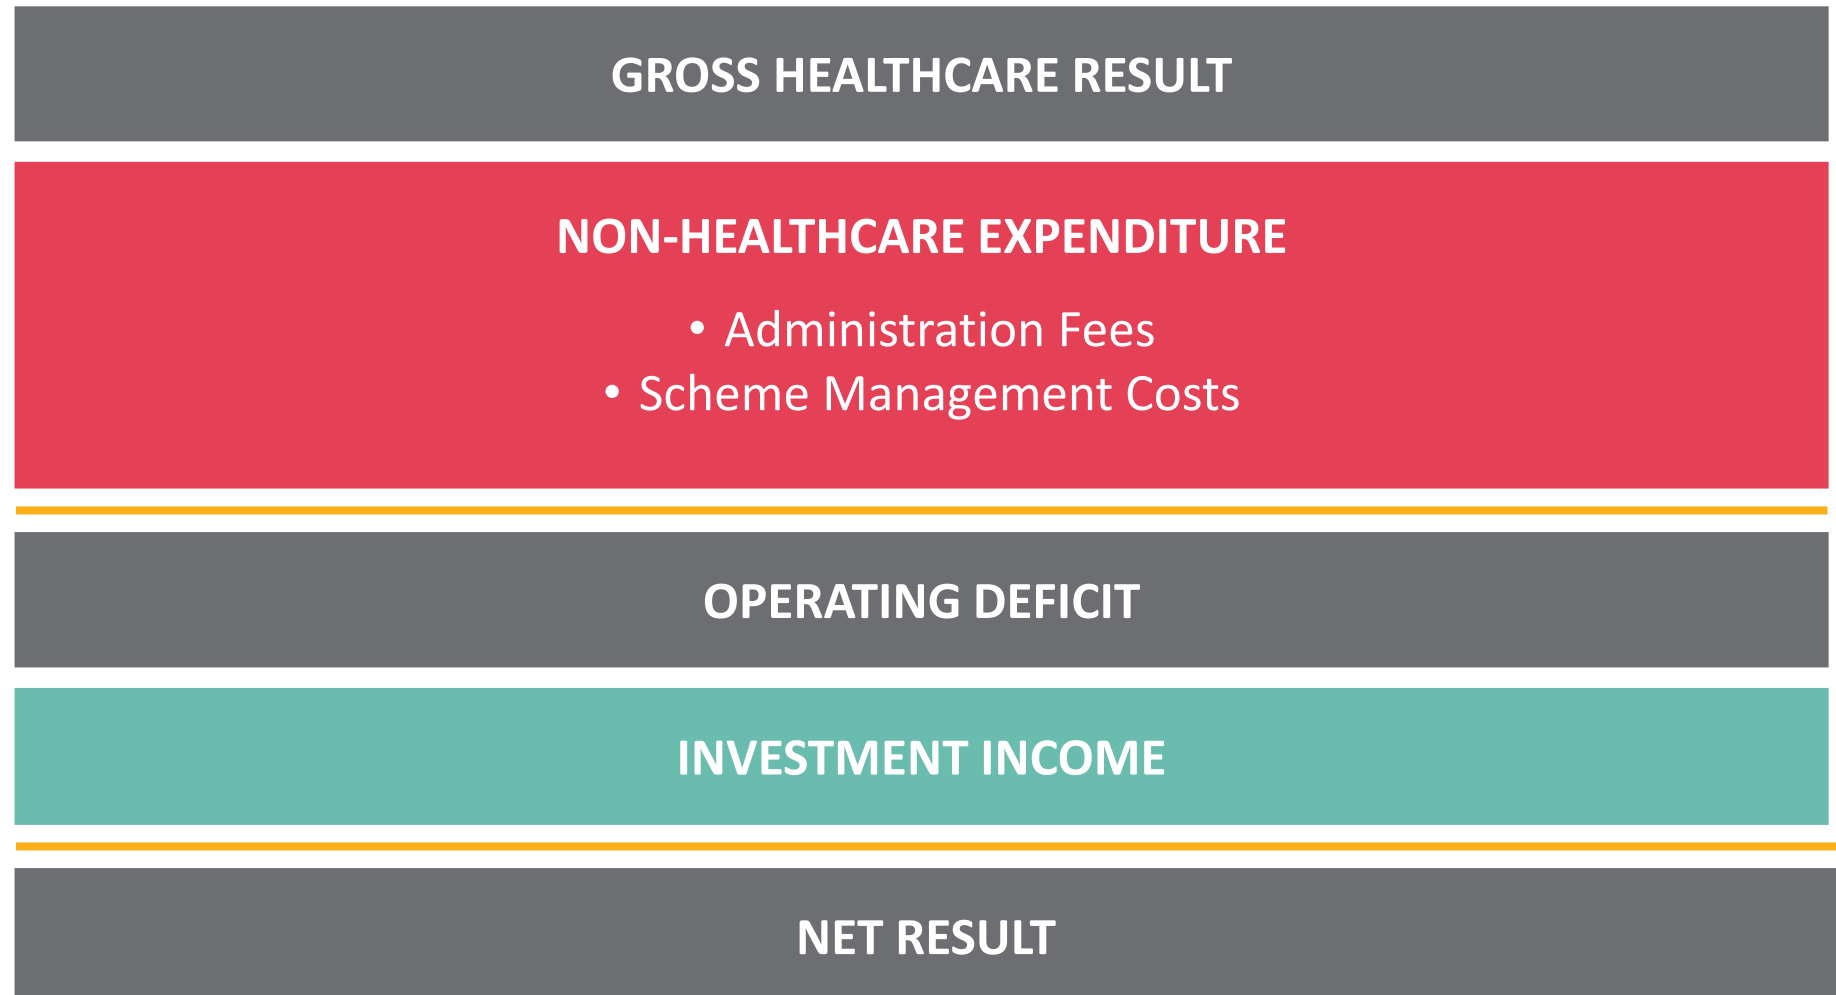 GROSS HEALTHCARE RESULT
NON-HEALTHCARE EXPENDITURE
• Administration Fees
• Scheme Management Costs
OPERATING DEFICIT
INVESTMENT INCOME
NET RESULT